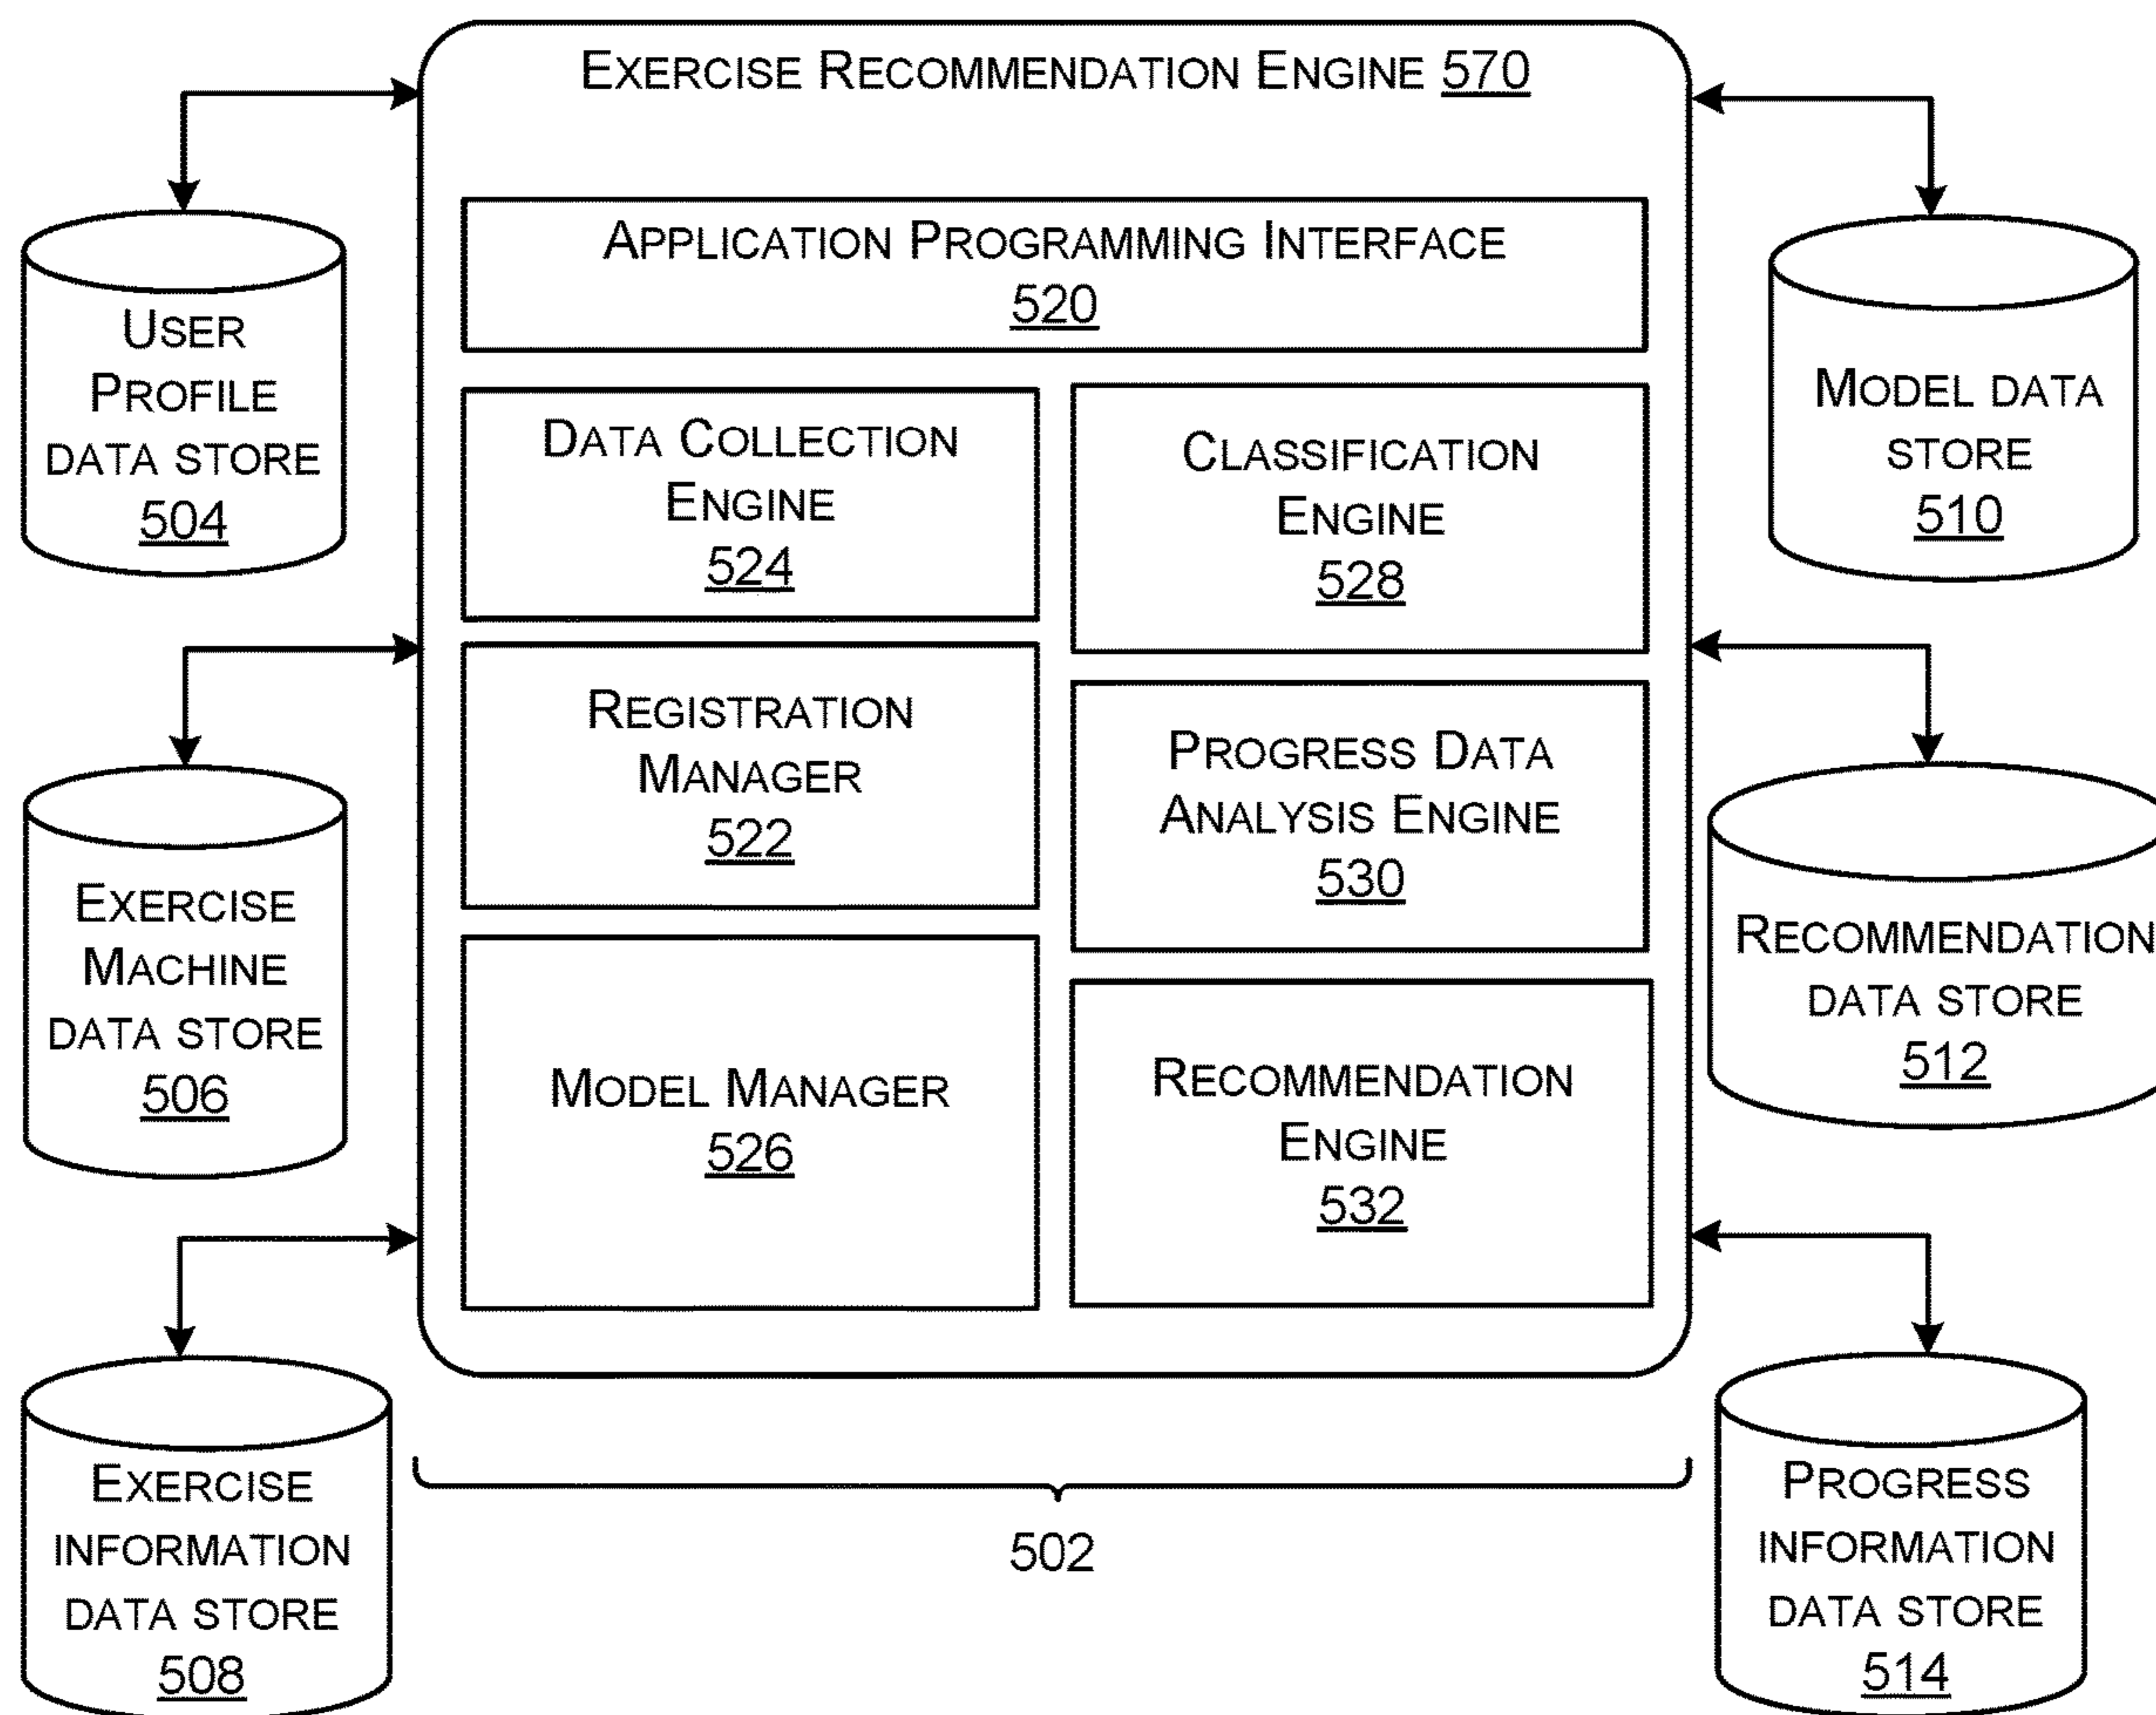 EXERCISE RECOMMENDATION ENGINE 570
APPLICATION PROGRAMMING INTERFACE
520
USER
PROFILE
DATA STORE
504
DATA COLLECTION
ENGINE
524
CLASSIFICATION
ENGINE
528
MODEL DATA
STORE
510
REGISTRATION
MANAGER
522
PROGRESS DATA
ANALYSIS ENGINE
530
EXERCISE
MACHINE
DATA STORE
506
RECOMMENDATION
DATA STORE
512
MODEL MANAGER
526
RECOMMENDATION
ENGINE
532
EXERCISE
INFORMATION
DATA STORE
508
502
PROGRESS
INFORMATION
DATA STORE
514